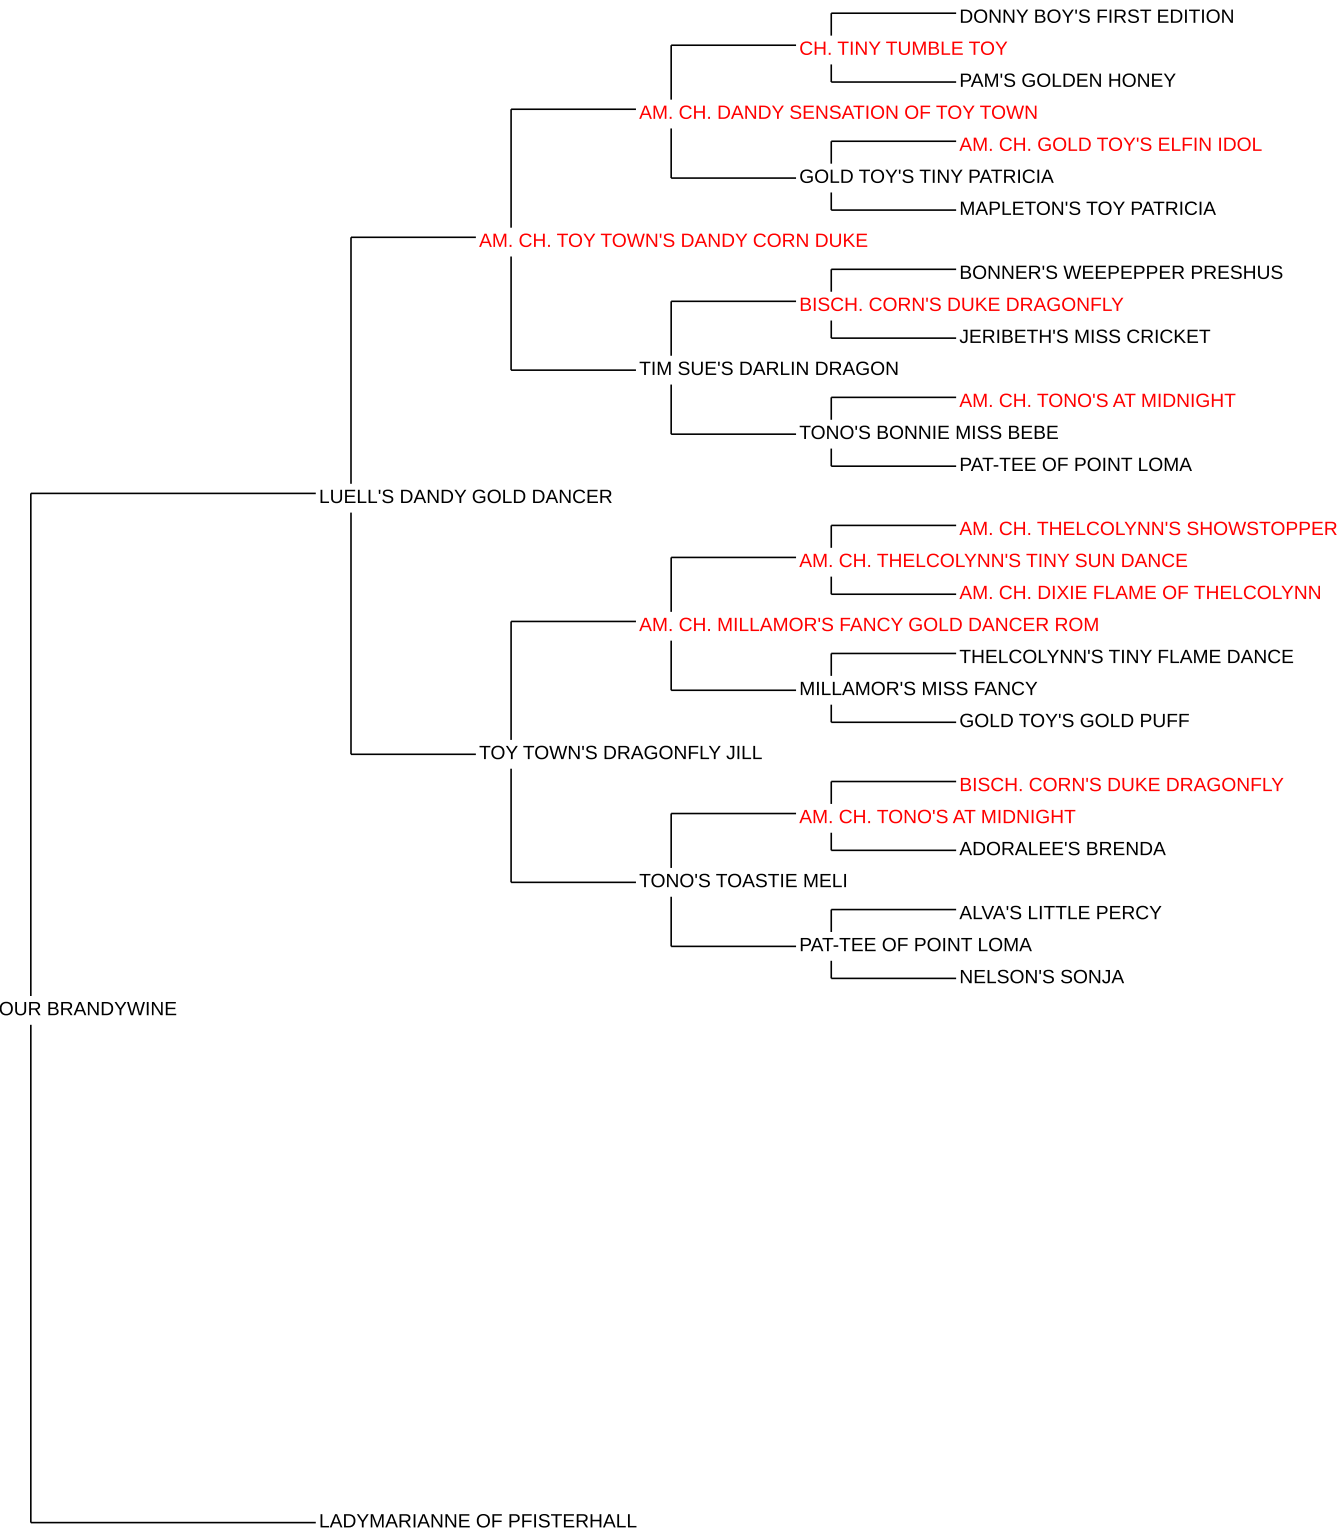 DONNY BOY'S FIRST EDITION
CH. TINY TUMBLE TOY
PAM'S GOLDEN HONEY
AM. CH. DANDY SENSATION OF TOY TOWN
AM. CH. GOLD TOY'S ELFIN IDOL
GOLD TOY'S TINY PATRICIA
MAPLETON'S TOY PATRICIA
AM. CH. TOY TOWN'S DANDY CORN DUKE
BONNER'S WEEPEPPER PRESHUS
BISCH. CORN'S DUKE DRAGONFLY
JERIBETH'S MISS CRICKET
TIM SUE'S DARLIN DRAGON
AM. CH. TONO'S AT MIDNIGHT
TONO'S BONNIE MISS BEBE
PAT-TEE OF POINT LOMA
LUELL'S DANDY GOLD DANCER
AM. CH. THELCOLYNN'S SHOWSTOPPER
AM. CH. THELCOLYNN'S TINY SUN DANCE
AM. CH. DIXIE FLAME OF THELCOLYNN
AM. CH. MILLAMOR'S FANCY GOLD DANCER ROM
THELCOLYNN'S TINY FLAME DANCE
MILLAMOR'S MISS FANCY
GOLD TOY'S GOLD PUFF
TOY TOWN'S DRAGONFLY JILL
BISCH. CORN'S DUKE DRAGONFLY
AM. CH. TONO'S AT MIDNIGHT
ADORALEE'S BRENDA
TONO'S TOASTIE MELI
ALVA'S LITTLE PERCY
PAT-TEE OF POINT LOMA
NELSON'S SONJA
OUR BRANDYWINE
LADYMARIANNE OF PFISTERHALL